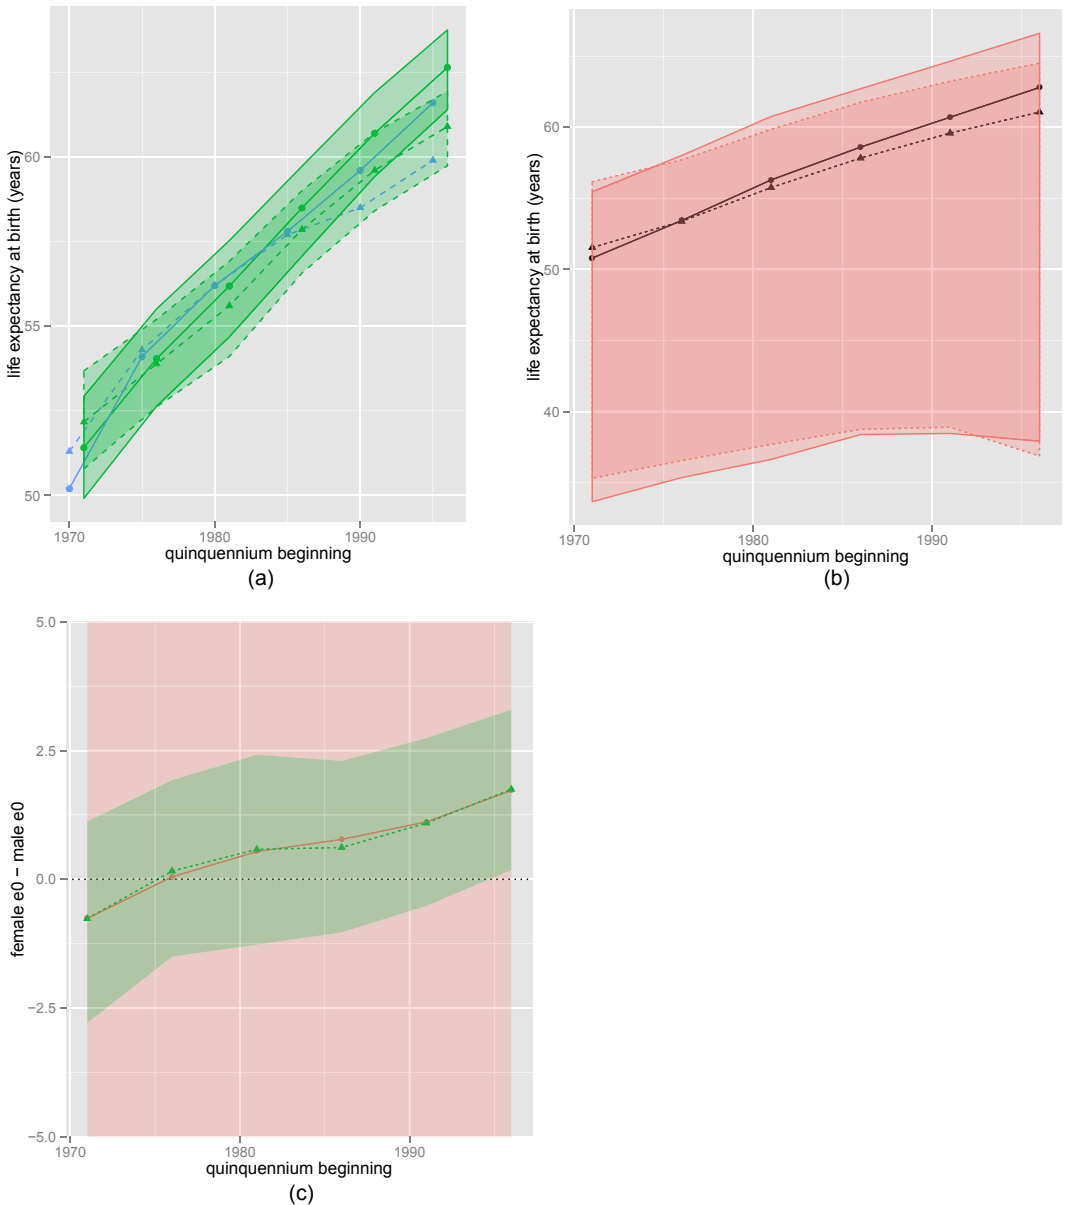 life expectancy at birth (years)
60
55
50
1970 1980 1990
quinquennium beginning
(a)
life expectancy at birth (years)
60
50
40
1970 1980 1990
quinquennium beginning
(b)
female e0 − male e0
5.0
2.5
0.0
−2.5
−5.0
1970 1980 1990
quinquennium beginning
(c)